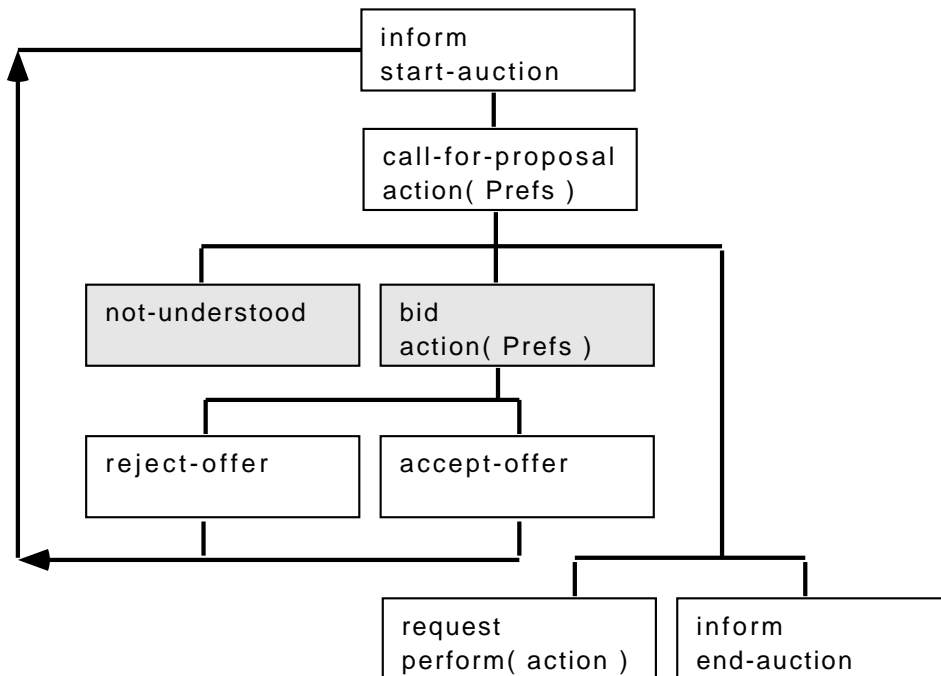 inform
start-auction
call-for-proposal
action( Prefs )
not-understood
bid
action( Prefs )
reject-offer
accept-offer
request
perform( action )
inform
end-auction